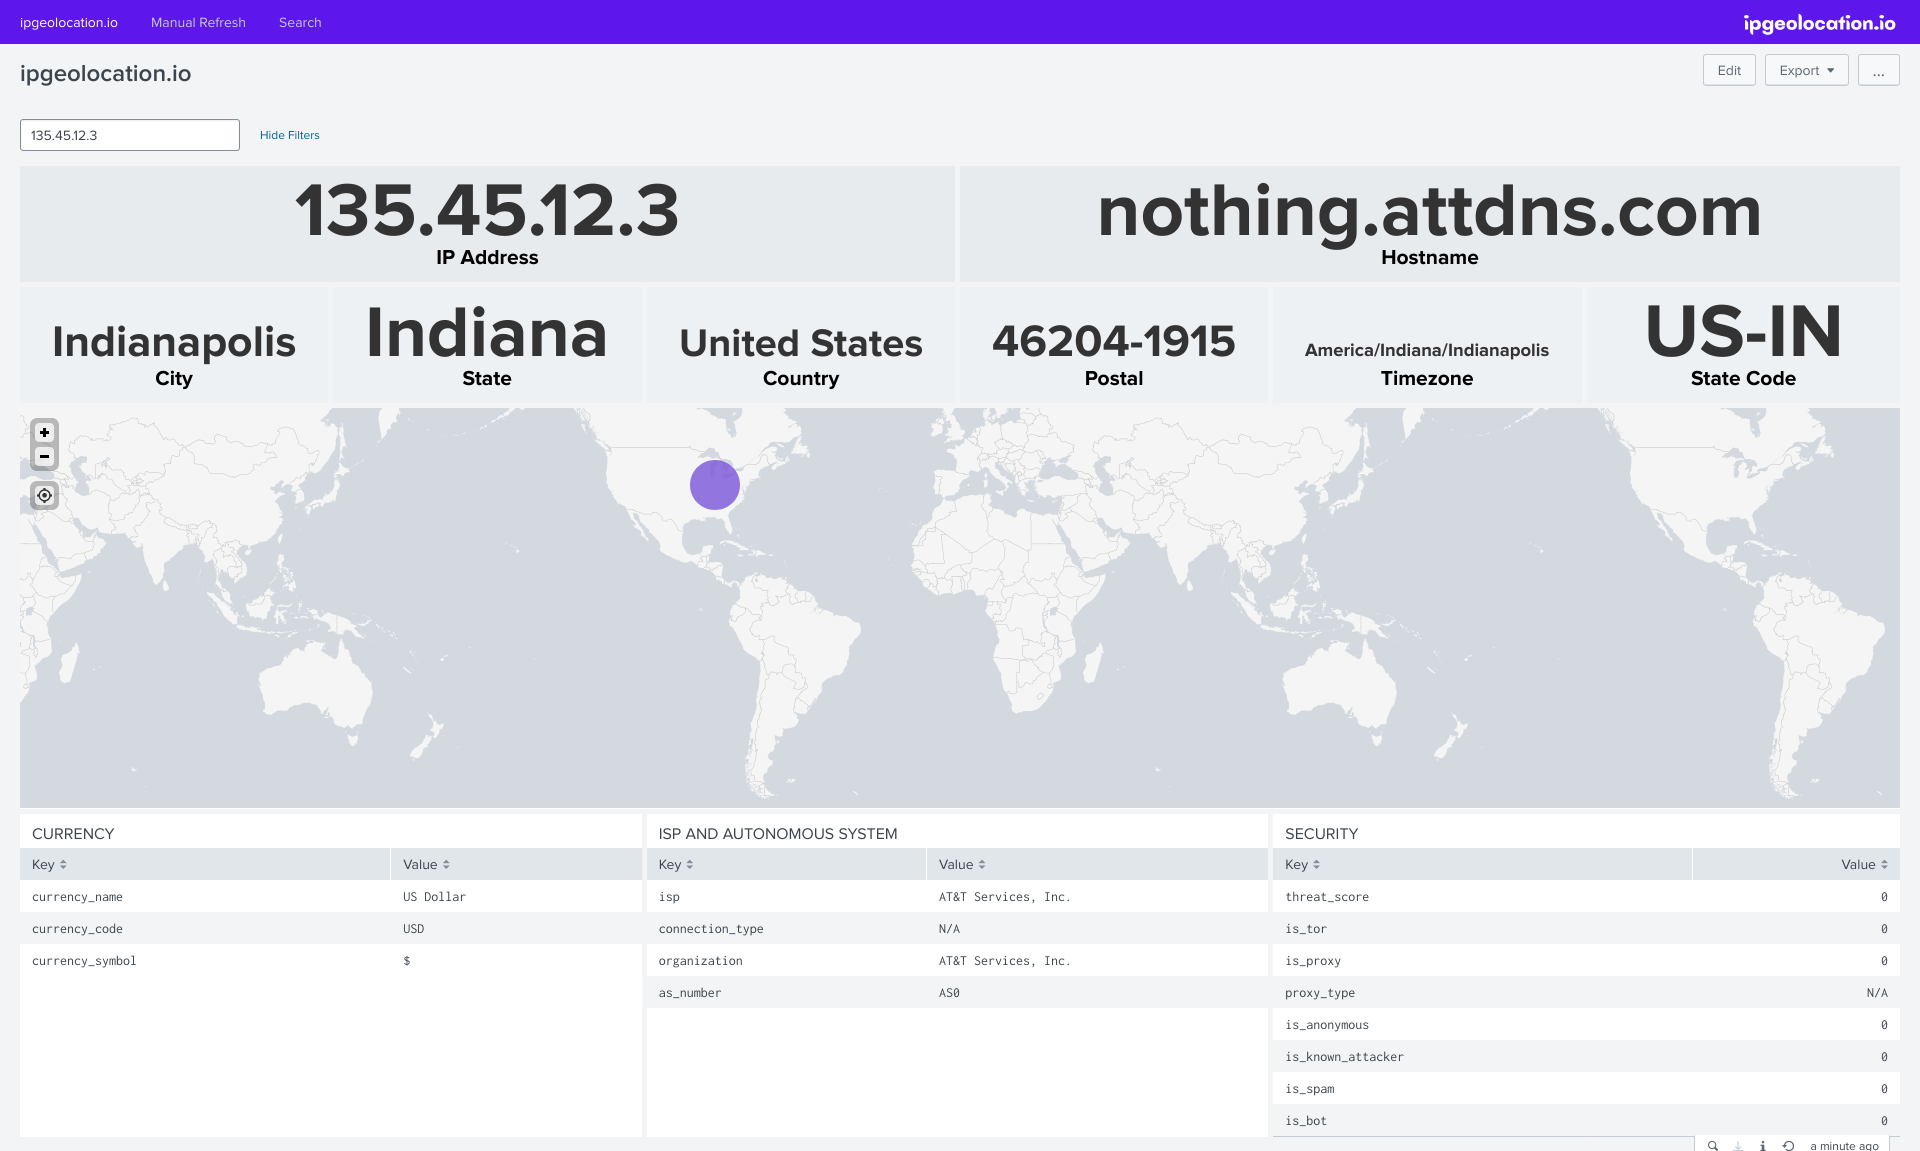 ipgeolocation.io Manual Refresh Search ipgeolocation.io
ipgeolocation.io
Edit Export ...
135.45.12.3 Hide Filters
135.45.12.3
IP Address
nothing.attdns.com
Hostname
Indianapolis
City
Indiana
State
United States
Country
46204-1915
Postal
America/Indiana/Indianapolis
Timezone
US-IN
State Code
+
−
CURRENCY
Key Value
currency_name US Dollar
currency_code USD
currency_symbol $
ISP AND AUTONOMOUS SYSTEM
Key Value
isp AT&T Services, Inc.
connection_type N/A
organization AT&T Services, Inc.
as_number AS0
SECURITY
Key Value
threat_score 0
is_tor 0
is_proxy 0
proxy_type N/A
is_anonymous 0
is_known_attacker 0
is_spam 0
is_bot 0
a minute ago